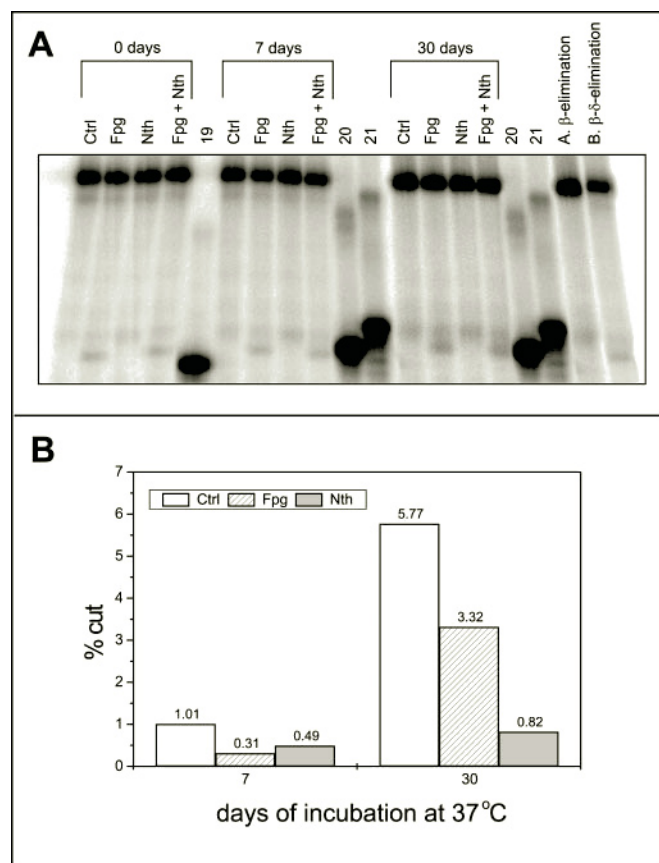 A
0 days
7 days
30 days
Ctrl
Fpg
Nth
Fpg + Nth
19
Ctrl
Fpg
Nth
Fpg + Nth
20
21
Ctrl
Fpg
Nth
Fpg + Nth
20
21
A. β-elimination
B. β-δ-elimination
B
7
6
5
4
3
2
1
0
% cut
Ctrl Fpg Nth
1.01
0.31
0.49
5.77
3.32
0.82
7 30
days of incubation at 37°C